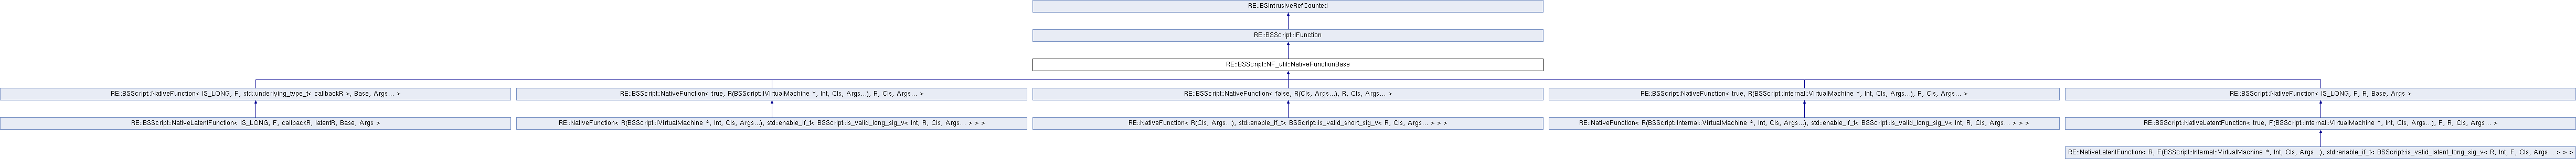 RE::BSIntrusiveRefCounted
RE::BSScript::IFunction
RE::BSScript::NF_util::NativeFunctionBase
RE::BSScript::NativeFunction< IS_LONG, F, std::underlying_type_t< callbackR >, Base, Args... >
RE::BSScript::NativeFunction< true, R(BSScript::IVirtualMachine *, Int, Cls, Args...), R, Cls, Args... >
RE::BSScript::NativeFunction< false, R(Cls, Args...), R, Cls, Args... >
RE::BSScript::NativeFunction< true, R(BSScript::Internal::VirtualMachine *, Int, Cls, Args...), R, Cls, Args... >
RE::BSScript::NativeFunction< IS_LONG, F, R, Base, Args >
RE::BSScript::NativeLatentFunction< IS_LONG, F, callbackR, latentR, Base, Args >
RE::NativeFunction< R(BSScript::IVirtualMachine *, Int, Cls, Args...), std::enable_if_t< BSScript::is_valid_long_sig_v< Int, R, Cls, Args... > > >
RE::NativeFunction< R(Cls, Args...), std::enable_if_t< BSScript::is_valid_short_sig_v< R, Cls, Args... > > >
RE::NativeFunction< R(BSScript::Internal::VirtualMachine *, Int, Cls, Args...), std::enable_if_t< BSScript::is_valid_long_sig_v< Int, R, Cls, Args... > > >
RE::BSScript::NativeLatentFunction< true, F(BSScript::Internal::VirtualMachine *, Int, Cls, Args...), F, R, Cls, Args... >
RE::NativeLatentFunction< R, F(BSScript::Internal::VirtualMachine *, Int, Cls, Args...), std::enable_if_t< BSScript::is_valid_latent_long_sig_v< R, Int, F, Cls, Args... > > >